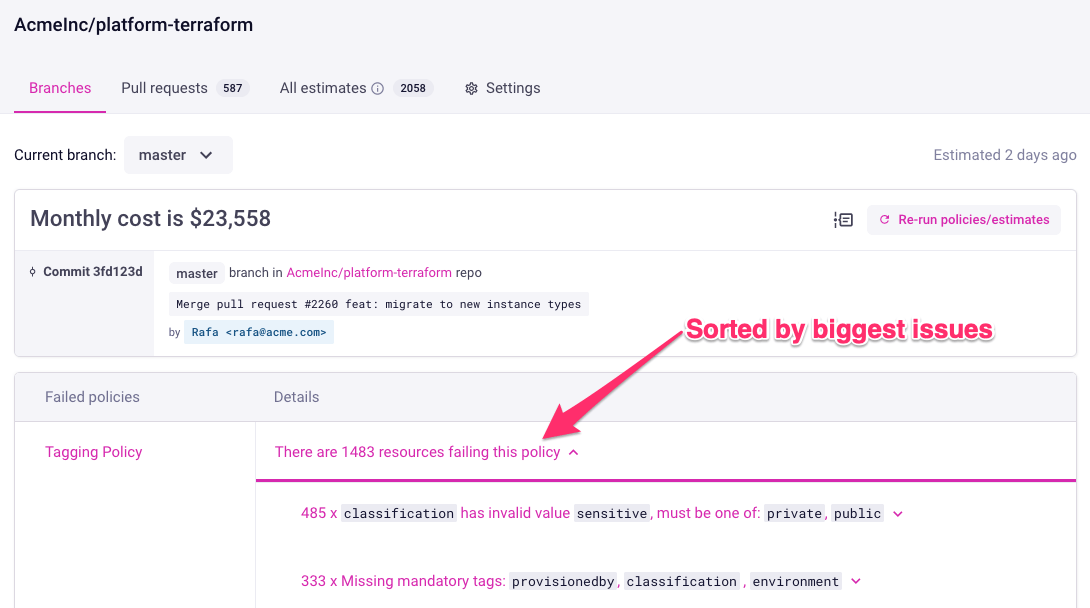 AcmeInc/platform-terraform
Branches Pull requests 587 All estimates 2058 Settings
Current branch: master Estimated 2 days ago
Monthly cost is $23,558 Re-run policies/estimates
Commit 3fd123d master branch in AcmeInc/platform-terraform repo
Merge pull request #2260 feat: migrate to new instance types
by Rafa <rafa@acme.com>
Sorted by biggest issues
Failed policies Details
Tagging Policy There are 1483 resources failing this policy
485 x classification has invalid value sensitive, must be one of: private, public
333 x Missing mandatory tags: provisionedby, classification , environment